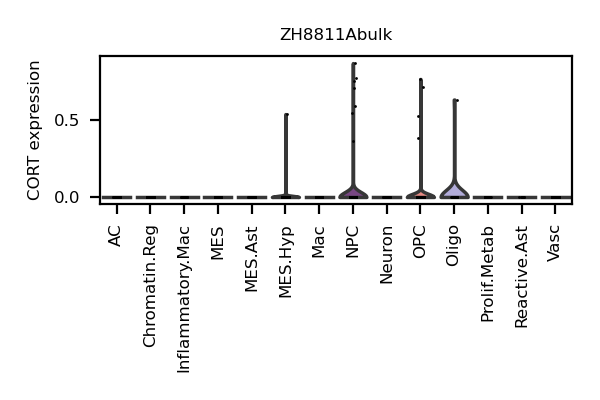 ZH8811Abulk
CORT expression
0.5
0.0
AC
Chromatin.Reg
Inflammatory.Mac
MES
MES.Ast
MES.Hyp
Mac
NPC
Neuron
OPC
Oligo
Prolif.Metab
Reactive.Ast
Vasc